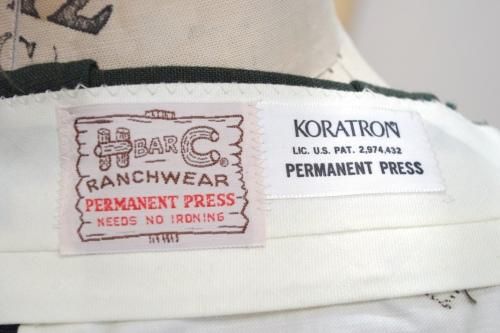 H BAR C®
RANCHWEAR
PERMANENT PRESS
NEEDS NO IRONING
KORATRON
LIC. U.S. PAT. 2,974,432
PERMANENT PRESS